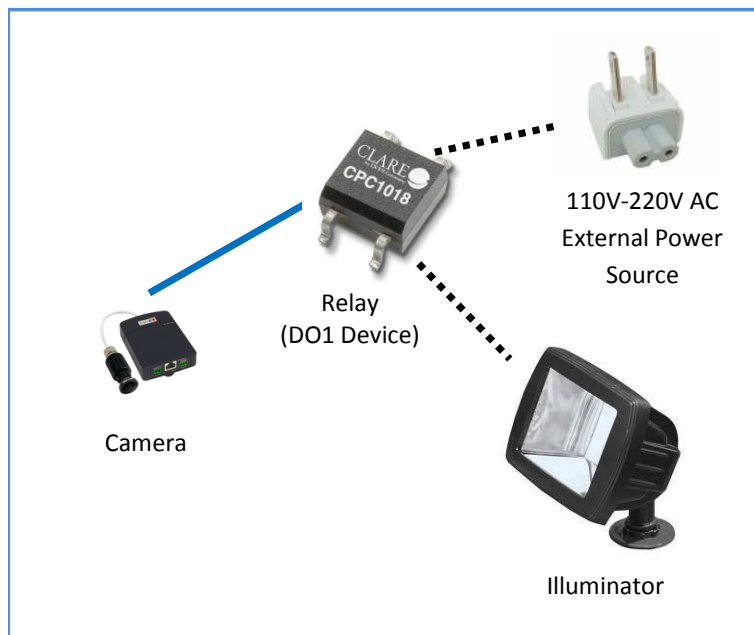 CLARE
CPC1018
110V-220V AC
External Power
Source
Relay
(DO1 Device)
Camera
Illuminator